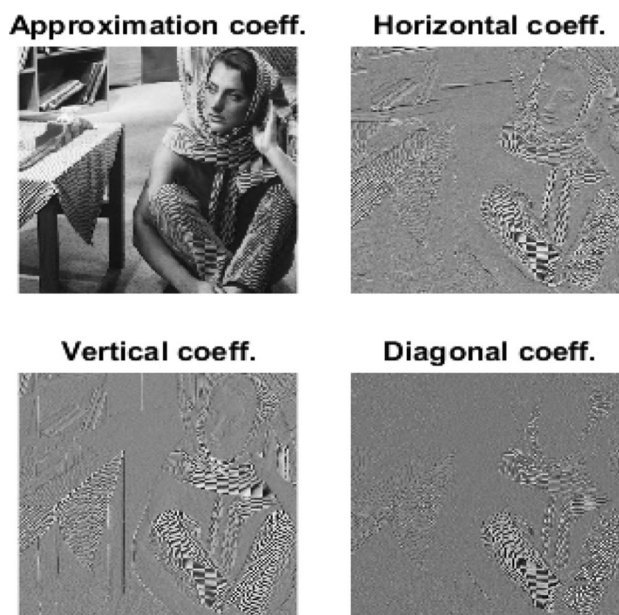 Approximation coeff.
Horizontal coeff.
Vertical coeff.
Diagonal coeff.